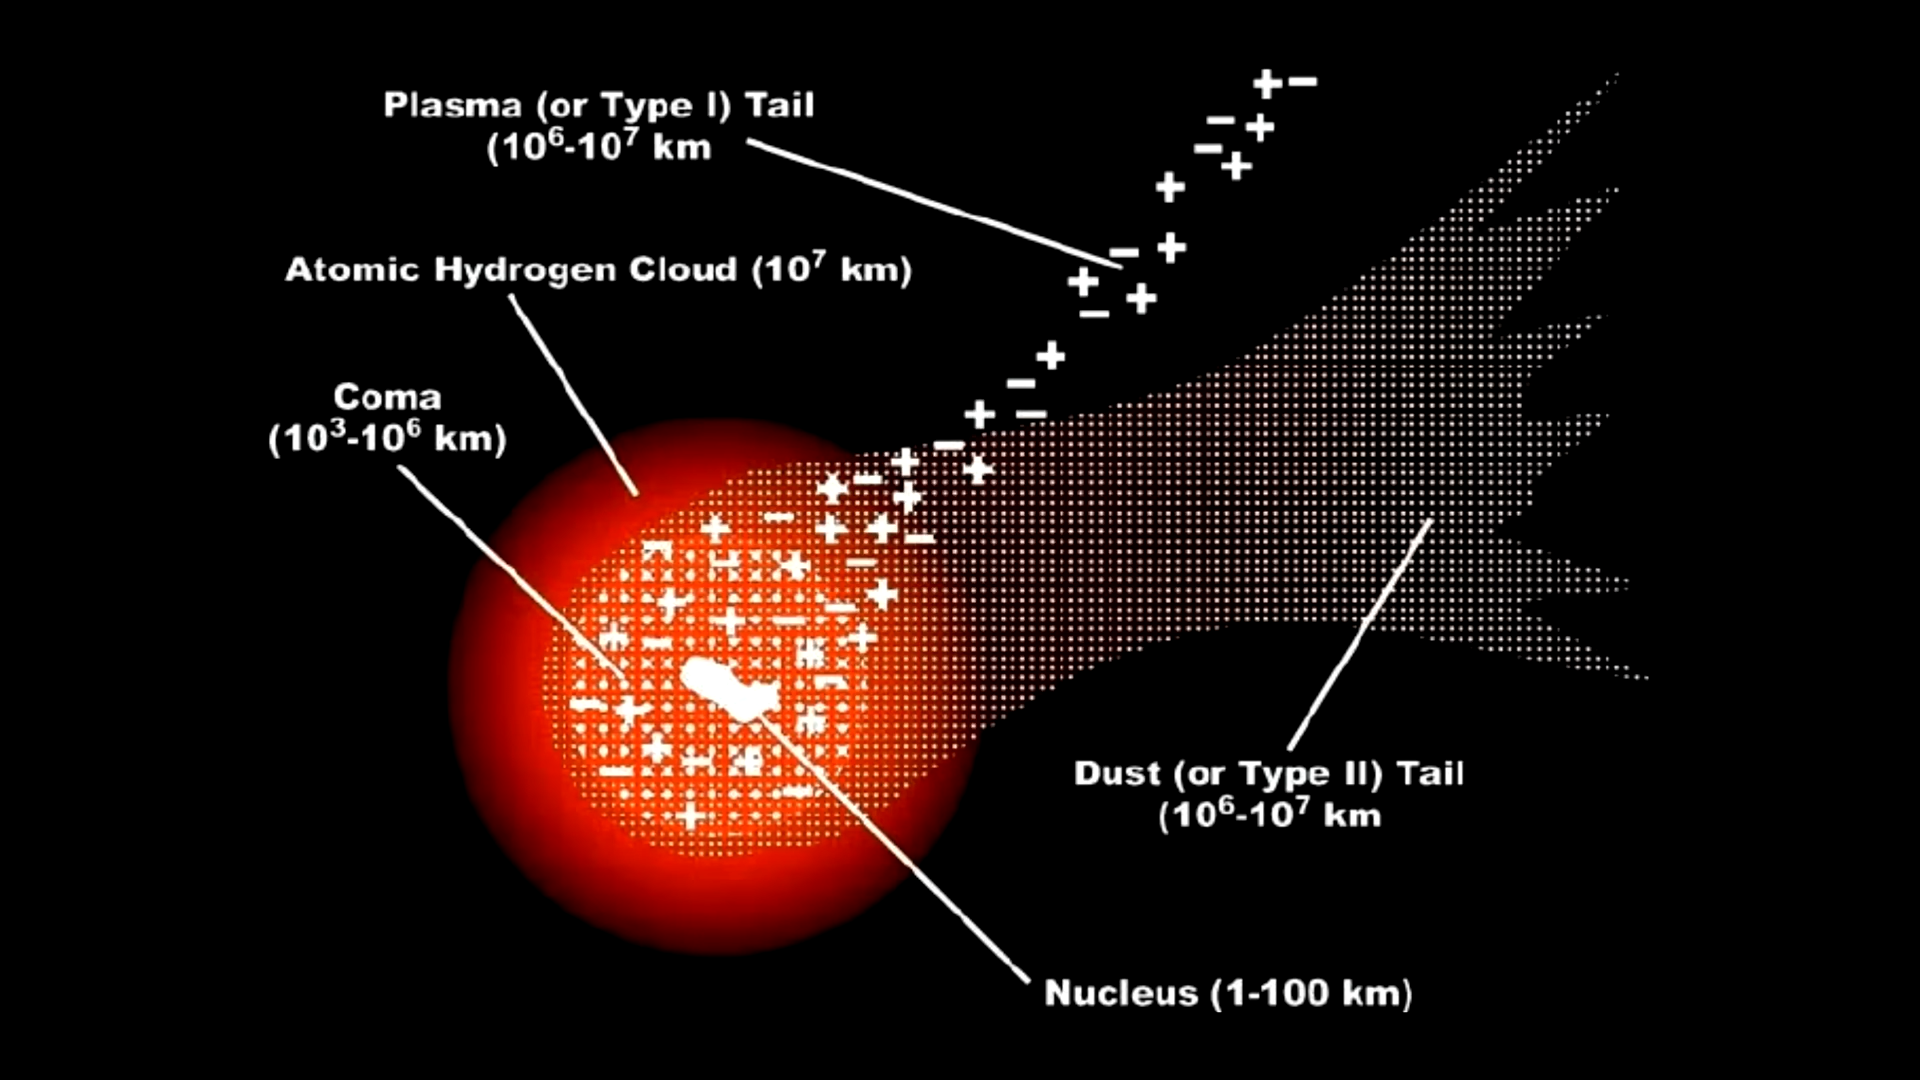 Plasma (or Type I) Tail
(10⁶-10⁷ km
Atomic Hydrogen Cloud (10⁷ km)
Coma
(10³-10⁶ km)
Dust (or Type II) Tail
(10⁶-10⁷ km
Nucleus (1-100 km)